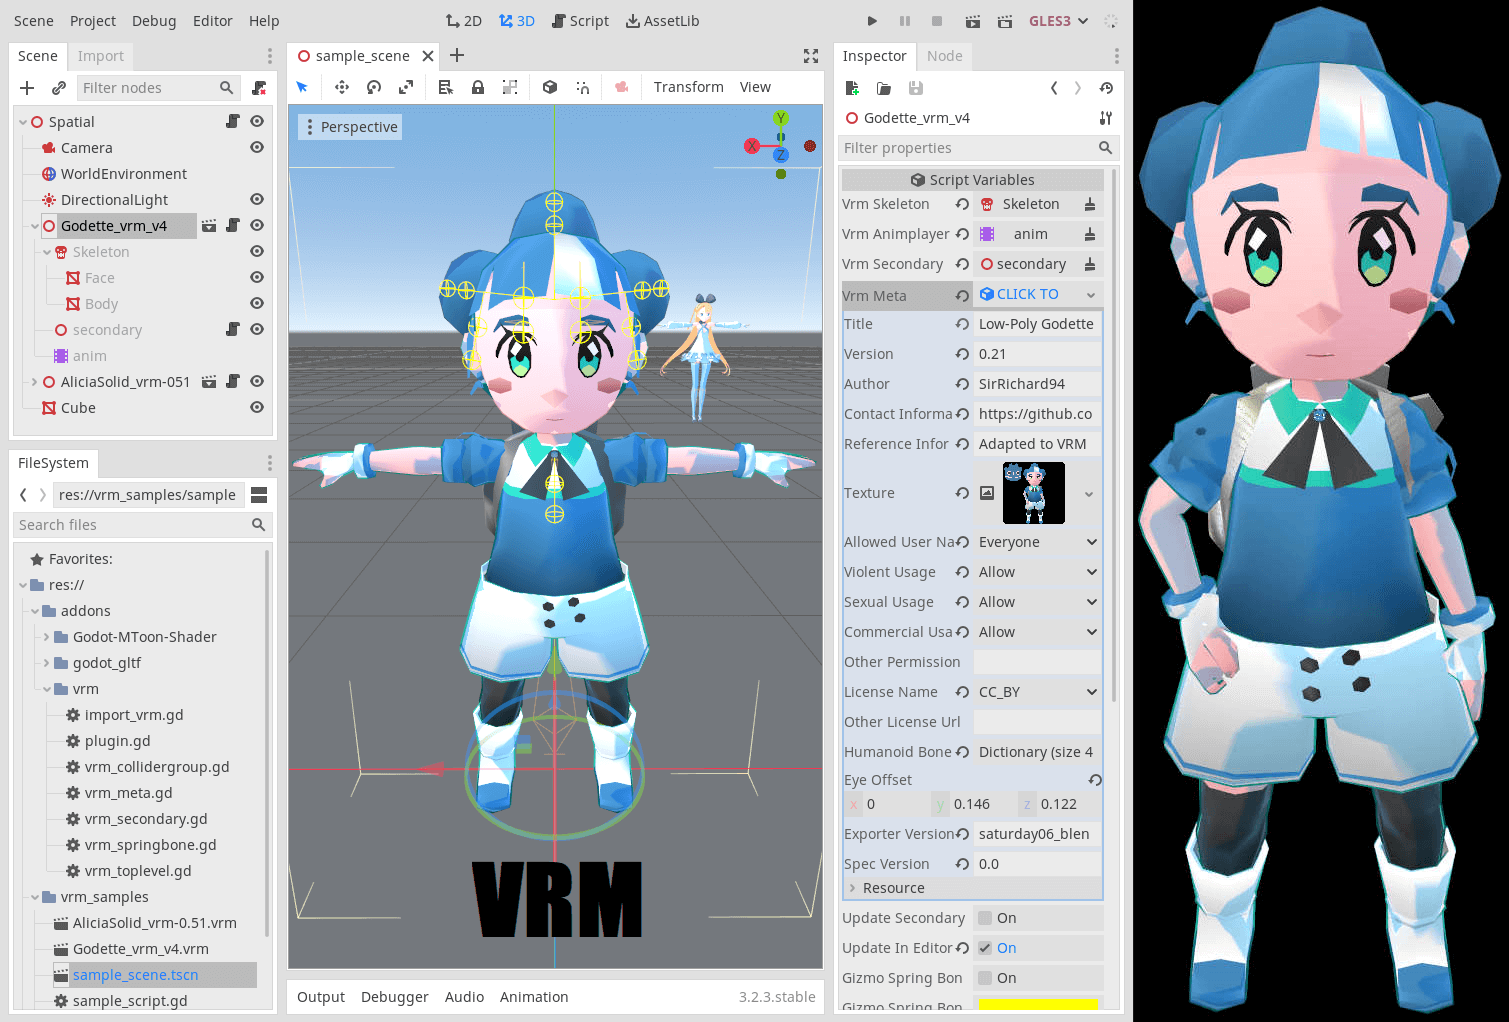 Scene Project Debug Editor Help
2D 3D Script AssetLib
GLES3
Scene Import
Filter nodes
Spatial
Camera
WorldEnvironment
DirectionalLight
Godette_vrm_v4
Skeleton
Face
Body
secondary
anim
AliciaSolid_vrm-051
Cube
FileSystem
res://vrm_samples/sample
Search files
Favorites:
res://
addons
Godot-MToon-Shader
godot_gltf
vrm
import_vrm.gd
plugin.gd
vrm_collidergroup.gd
vrm_meta.gd
vrm_secondary.gd
vrm_springbone.gd
vrm_toplevel.gd
vrm_samples
AliciaSolid_vrm-0.51.vrm
Godette_vrm_v4.vrm
sample_scene.tscn
sample_script.gd
sample_scene
Transform View
Perspective
Y
X
Z
VRM
Output Debugger Audio Animation 3.2.3.stable
Inspector Node
Godette_vrm_v4
Filter properties
Script Variables
Vrm Skeleton Skeleton
Vrm Animplayer anim
Vrm Secondary secondary
Vrm Meta CLICK TO
Title Low-Poly Godette
Version 0.21
Author SirRichard94
Contact Informa https://github.co
Reference Infor Adapted to VRM
Texture
Allowed User Na Everyone
Violent Usage Allow
Sexual Usage Allow
Commercial Usa Allow
Other Permission
License Name CC_BY
Other License Url
Humanoid Bone Dictionary (size 4
Eye Offset
x 0 y 0.146 z 0.122
Exporter Version saturday06_blen
Spec Version 0.0
Resource
Update Secondary On
Update In Editor On
Gizmo Spring Bon On
Gizmo Spring Bon